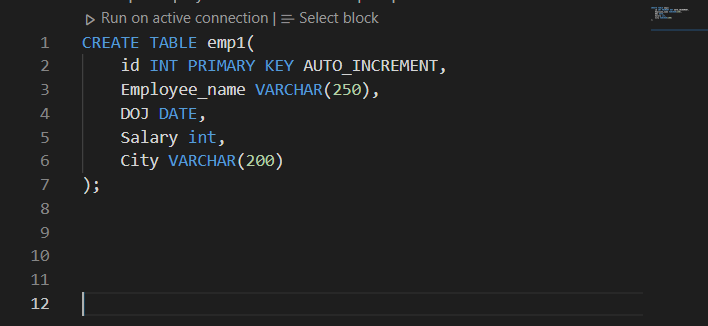 Run on active connection | Select block
1 CREATE TABLE emp1(
2 id INT PRIMARY KEY AUTO_INCREMENT,
3 Employee_name VARCHAR(250),
4 DOJ DATE,
5 Salary int,
6 City VARCHAR(200)
7 );
8
9
10
11
12